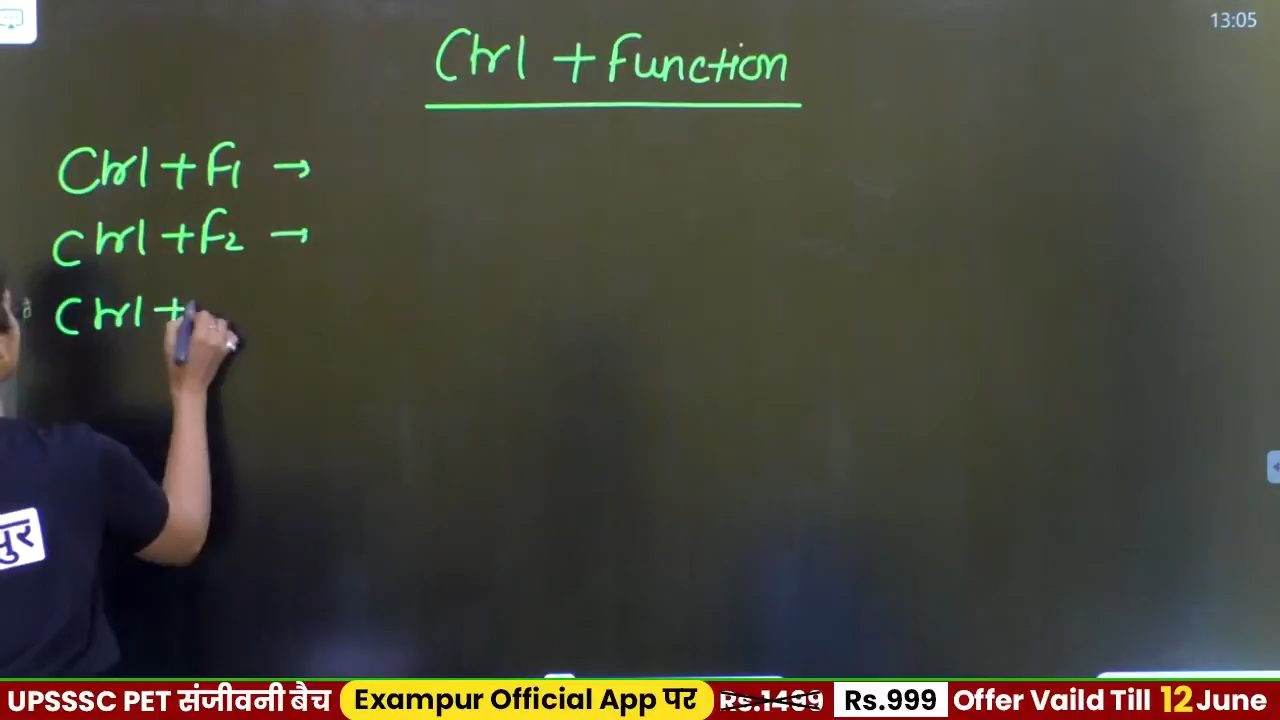 13:05
Ctrl + Function
Ctrl + F1 →
Ctrl + F2 →
Ctrl +
पुर
UPSSSC PET संजीवनी बैच Exampur Official App पर Rs.1499 Rs.999 Offer Vaild Till 12 June